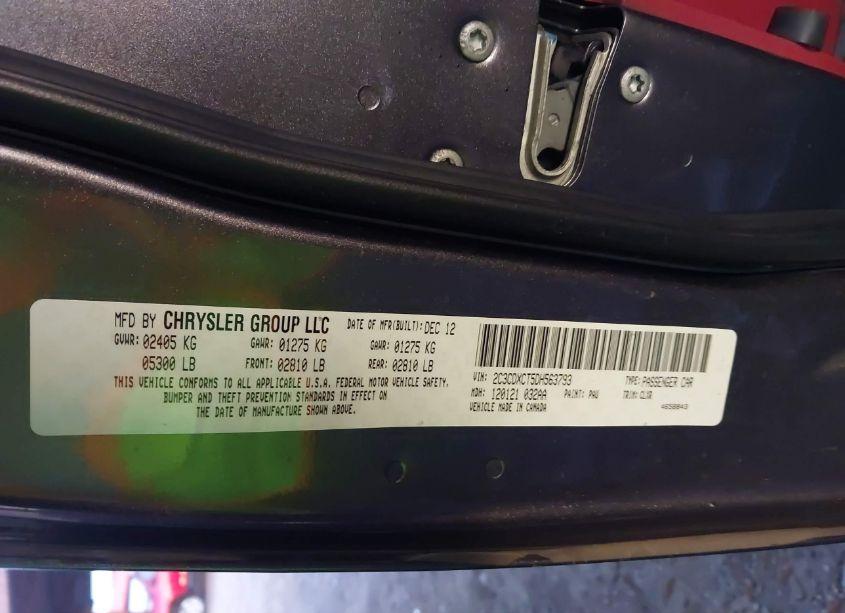 MFD BY CHRYSLER GROUP LLC DATE OF MFR(BUILT): DEC 12
GVWR: 02405 KG GAWR: 01275 KG GAWR: 01275 KG
05300 LB FRONT: 02810 LB REAR: 02810 LB
THIS VEHICLE CONFORMS TO ALL APPLICABLE U.S.A. FEDERAL MOTOR VEHICLE SAFETY,
BUMPER AND THEFT PREVENTION STANDARDS IN EFFECT ON
THE DATE OF MANUFACTURE SHOWN ABOVE.
VIN: 2C3CDXCT5DH563793 TYPE: PASSENGER CAR
MDH: 120121 032AA PAINT: PAU TRIM: CLX9
VEHICLE MADE IN CANADA